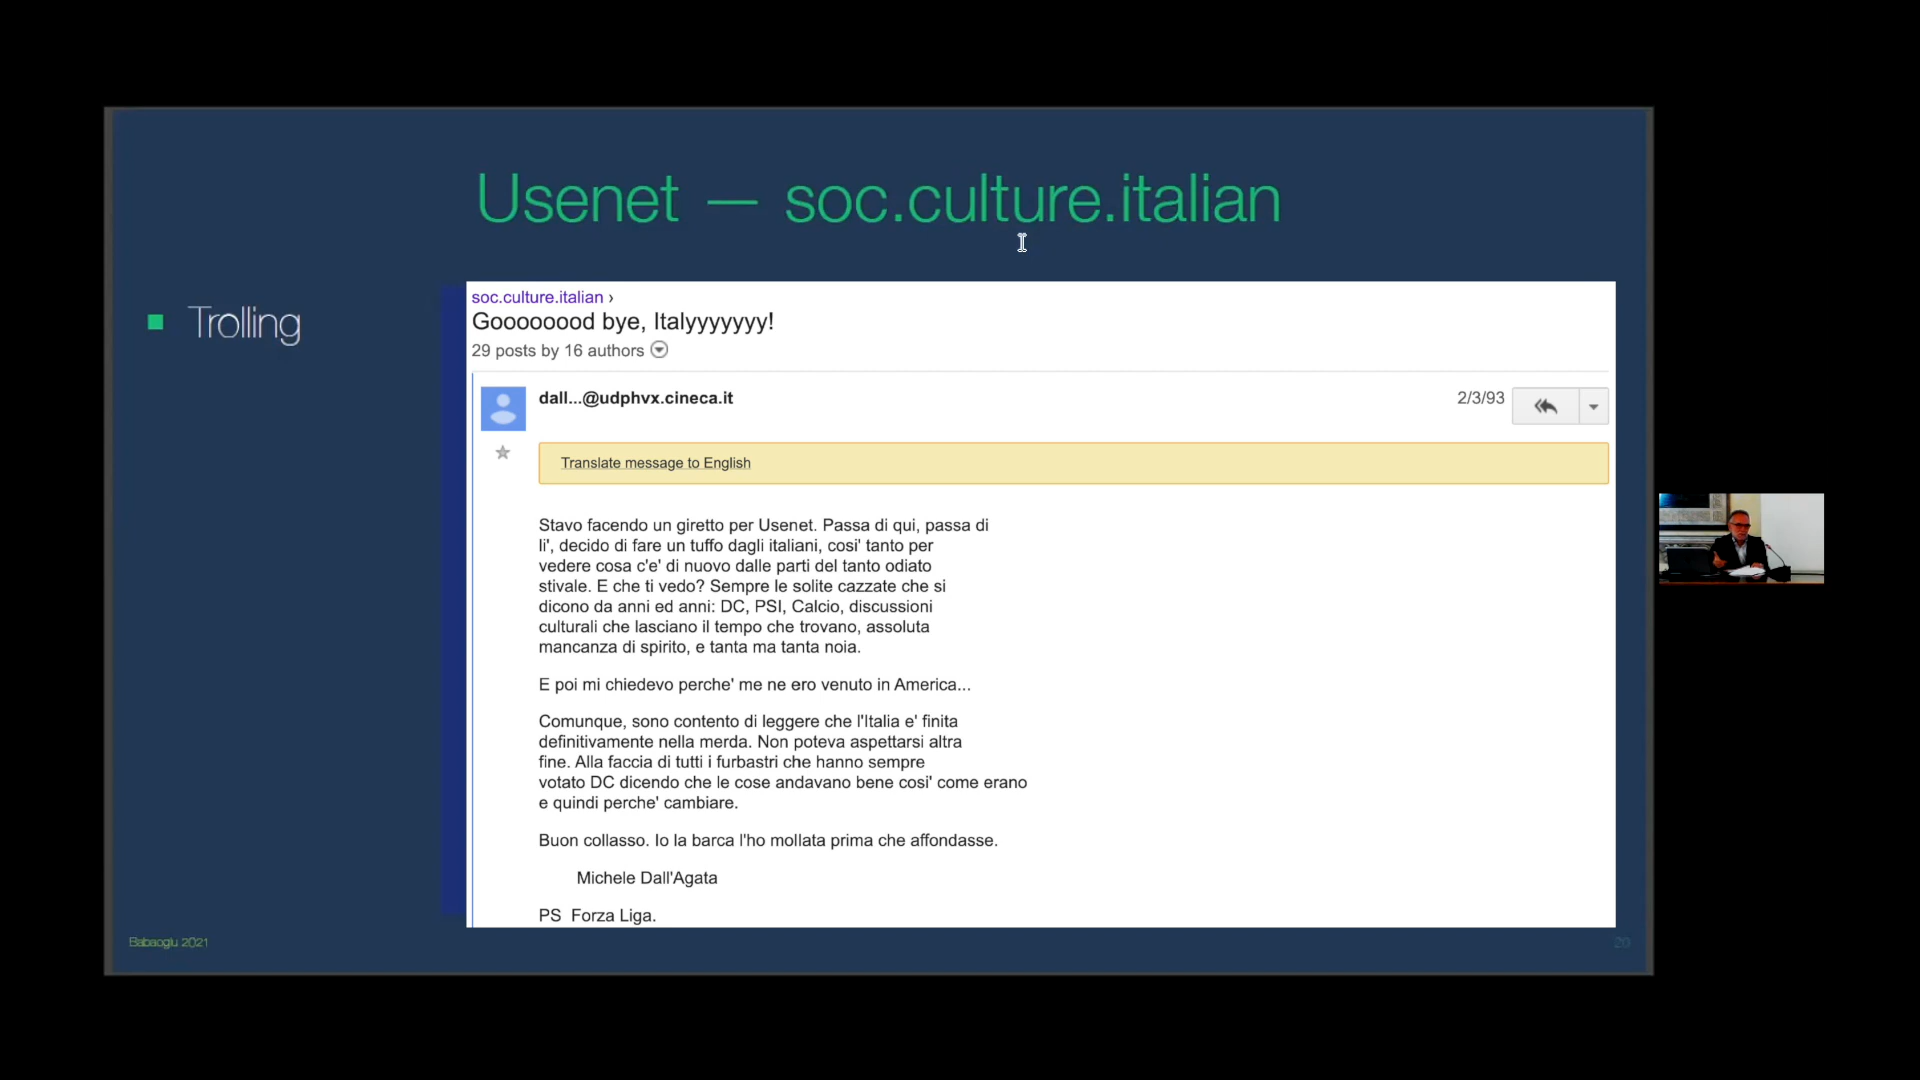 Usenet — soc.culture.italian
Trolling
soc.culture.italian ›
Goooooood bye, Italyyyyyyy!
29 posts by 16 authors
dall...@udphvx.cineca.it
2/3/93
Translate message to English
Stavo facendo un giretto per Usenet. Passa di qui, passa di
li', decido di fare un tuffo dagli italiani, cosi' tanto per
vedere cosa c'e' di nuovo dalle parti del tanto odiato
stivale. E che ti vedo? Sempre le solite cazzate che si
dicono da anni ed anni: DC, PSI, Calcio, discussioni
culturali che lasciano il tempo che trovano, assoluta
mancanza di spirito, e tanta ma tanta noia.
E poi mi chiedevo perche' me ne ero venuto in America...
Comunque, sono contento di leggere che l'Italia e' finita
definitivamente nella merda. Non poteva aspettarsi altra
fine. Alla faccia di tutti i furbastri che hanno sempre
votato DC dicendo che le cose andavano bene cosi' come erano
e quindi perche' cambiare.
Buon collasso. Io la barca l'ho mollata prima che affondasse.
Michele Dall'Agata
PS Forza Liga.
Babaoglu 2021
20